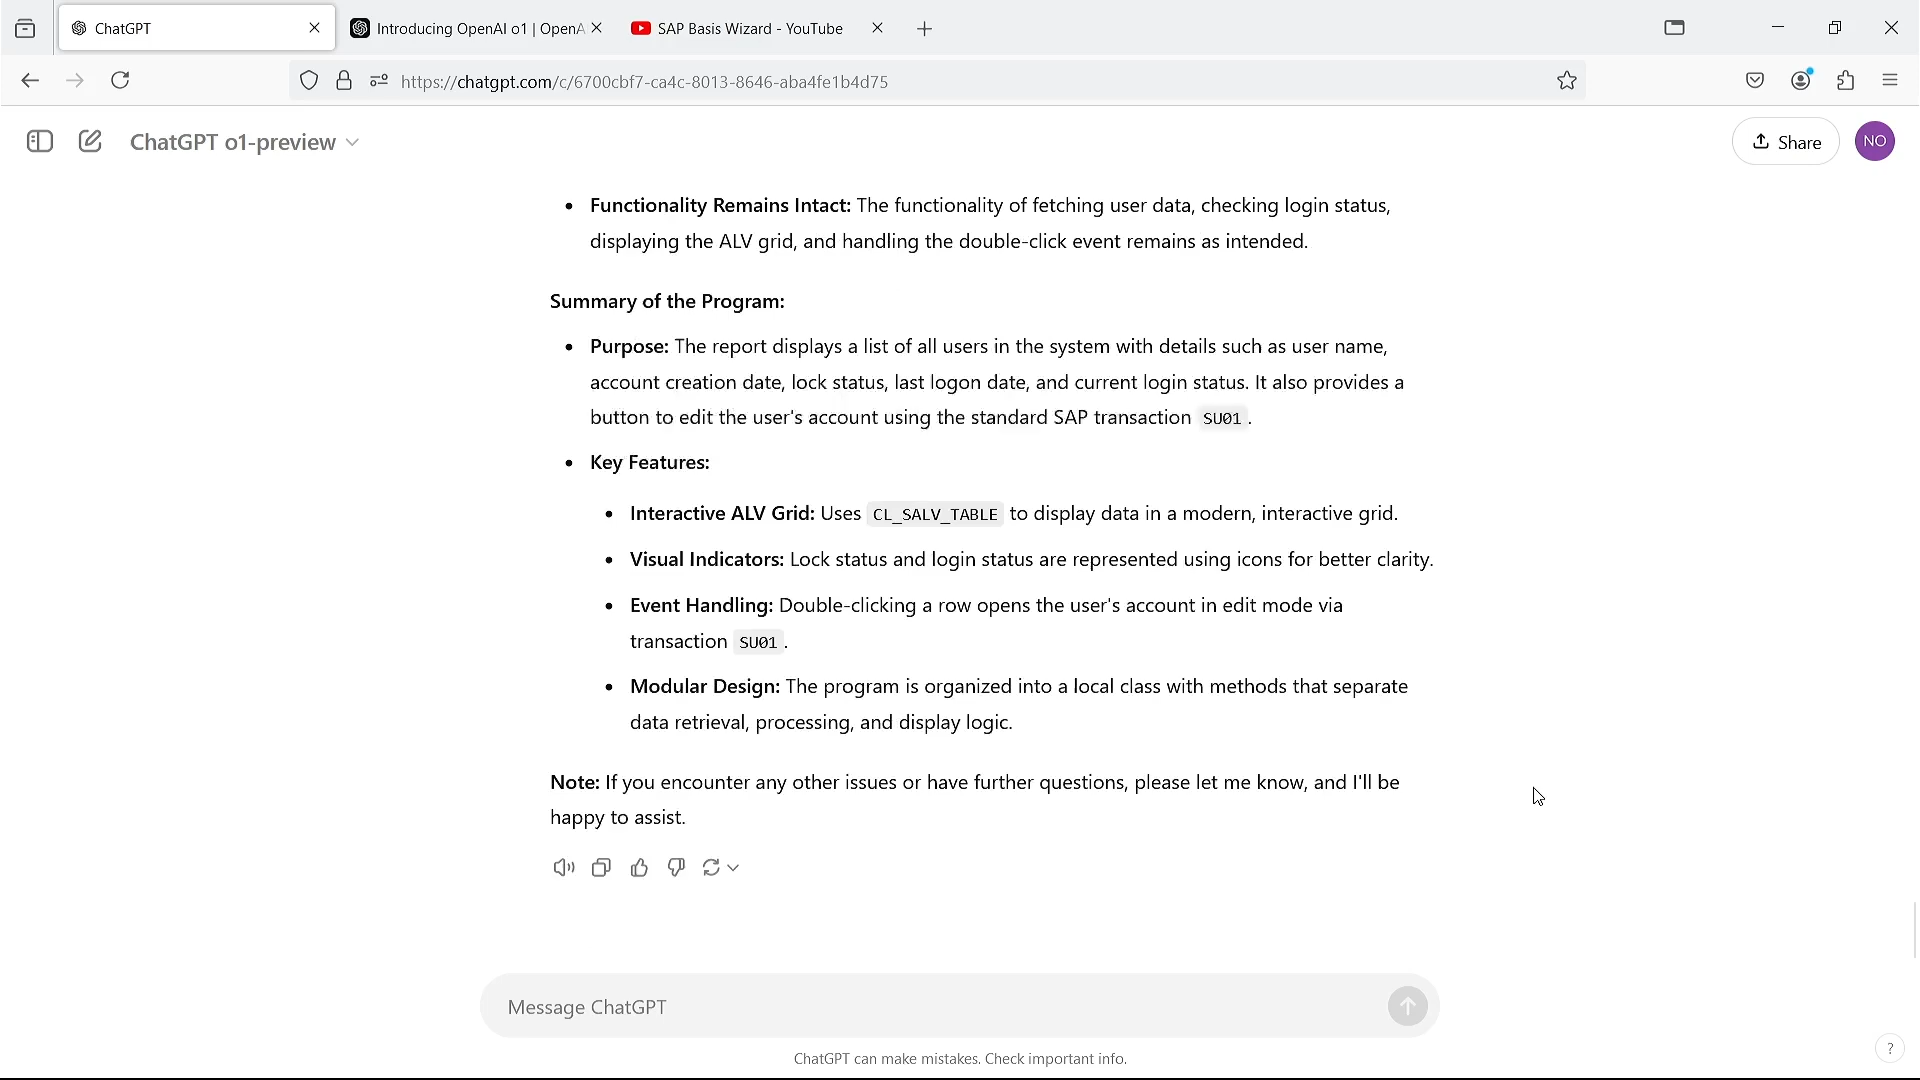 ChatGPT
Introducing OpenAI o1 | OpenA
SAP Basis Wizard - YouTube
https://chatgpt.com/c/6700cbf7-ca4c-8013-8646-aba4fe1b4d75
ChatGPT o1-preview
Share
NO
• Functionality Remains Intact: The functionality of fetching user data, checking login status,
displaying the ALV grid, and handling the double-click event remains as intended.
Summary of the Program:
• Purpose: The report displays a list of all users in the system with details such as user name,
account creation date, lock status, last logon date, and current login status. It also provides a
button to edit the user's account using the standard SAP transaction SU01.
• Key Features:
• Interactive ALV Grid: Uses CL_SALV_TABLE to display data in a modern, interactive grid.
• Visual Indicators: Lock status and login status are represented using icons for better clarity.
• Event Handling: Double-clicking a row opens the user's account in edit mode via
transaction SU01.
• Modular Design: The program is organized into a local class with methods that separate
data retrieval, processing, and display logic.
Note: If you encounter any other issues or have further questions, please let me know, and I'll be
happy to assist.
Message ChatGPT
ChatGPT can make mistakes. Check important info.
?